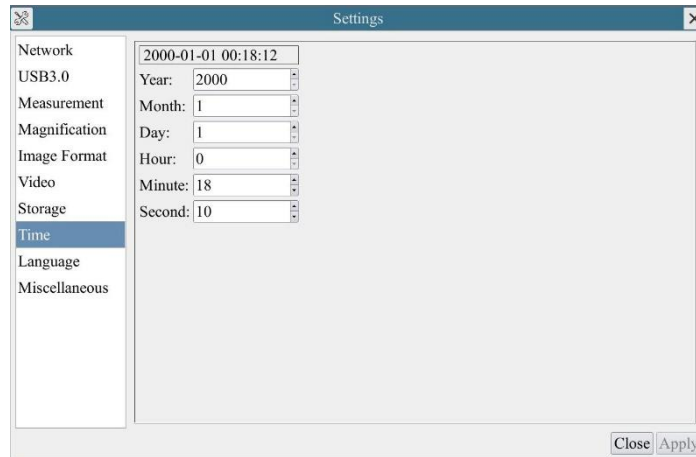 Settings
Network
USB3.0
Measurement
Magnification
Image Format
Video
Storage
Time
Language
Miscellaneous
2000-01-01 00:18:12
Year: 2000
Month: 1
Day: 1
Hour: 0
Minute: 18
Second: 10
Close Apply